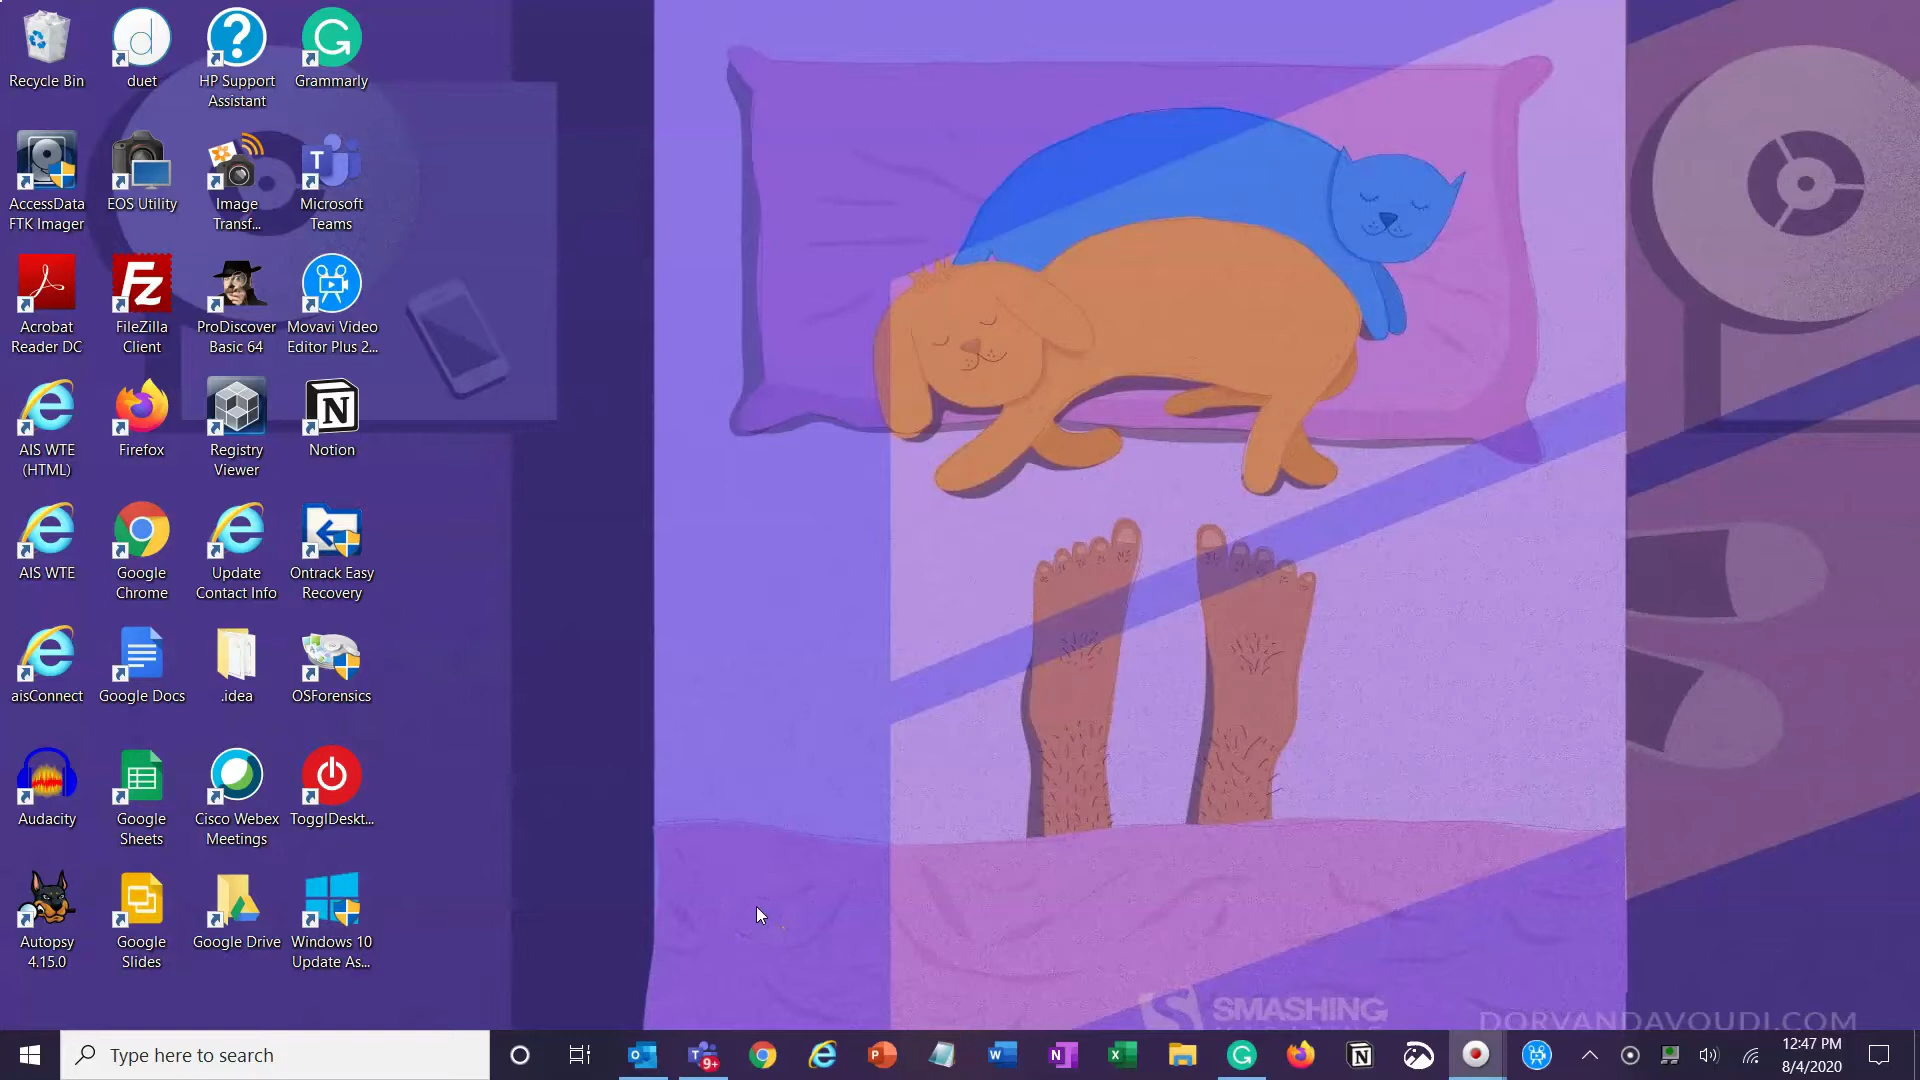 Recycle Bin
duet
HP Support
Assistant
Grammarly
AccessData
FTK Imager
EOS Utility
Image
Transf...
Microsoft
Teams
Acrobat
Reader DC
FileZilla
Client
ProDiscover
Basic 64
Movavi Video
Editor Plus 2...
AIS WTE
(HTML)
Firefox
Registry
Viewer
Notion
AIS WTE
Google
Chrome
Update
Contact Info
Ontrack Easy
Recovery
aisConnect
Google Docs
.idea
OSForensics
Audacity
Google
Sheets
Cisco Webex
Meetings
TogglDeskt...
Autopsy
4.15.0
Google
Slides
Google Drive
Windows 10
Update As...
SMASHING
MAGAZINE
DORVANDAVOUDI.COM
Type here to search
9+
12:47 PM
8/4/2020